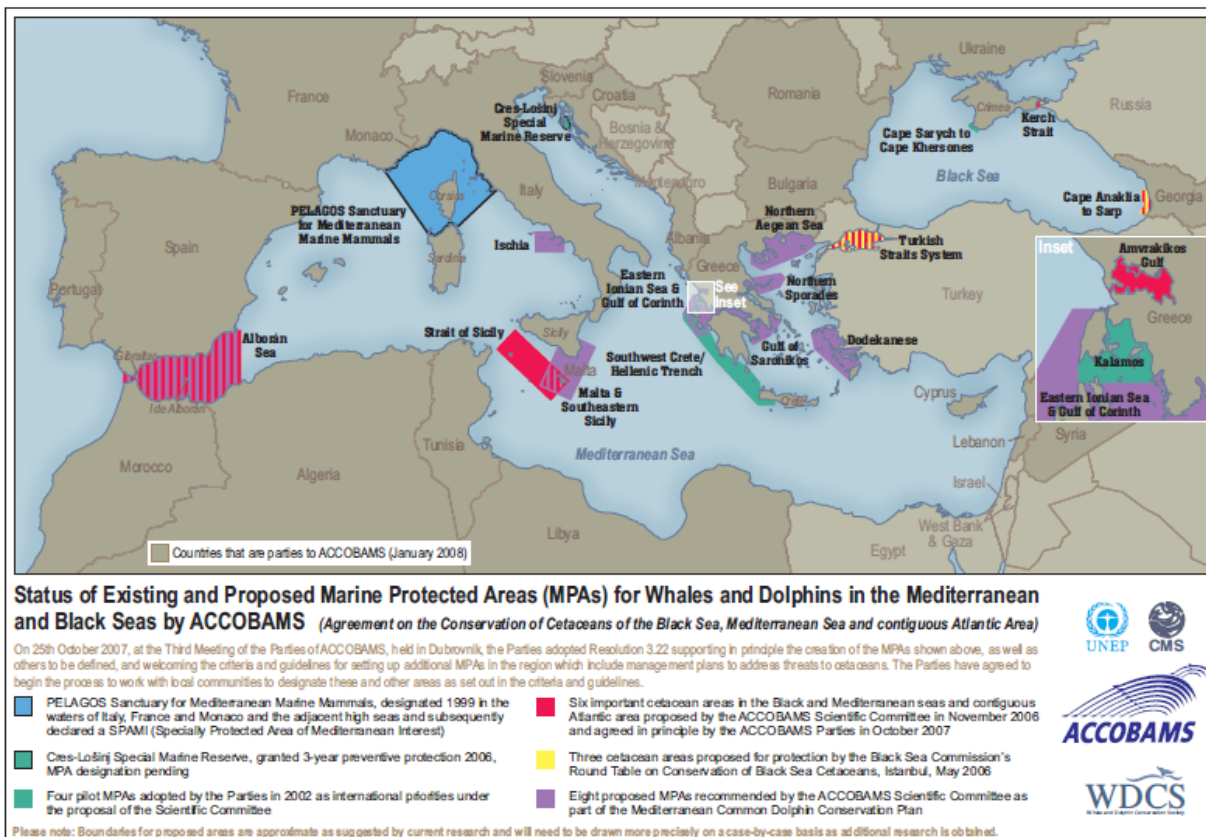 Ukraine
France
Slovenia
Croatia
Romania
Russia
Crimea
Cres-Lošinj
Special
Marine Reserve
Kerch
Strait
Monaco
Bosnia &
Herzegovina
Cape Sarych to
Cape Khersones
Italy
Corsica
Montenegro
Bulgaria
Black Sea
Cape Anaklia
to Sarp
Georgia
PELAGOS Sanctuary
for Mediterranean
Marine Mammals
Northern
Aegean Sea
Spain
Ischia
Albania
Turkish
Straits System
Inset
Amvrakikos
Gulf
Sardinia
Greece
Portugal
Eastern
Ionian Sea &
Gulf of Corinth
See
Inset
Northern
Sporades
Turkey
Greece
Strait of Sicily
Sicily
Alborán
Sea
Gibraltar
Gulf of
Saronikos
Dodekanese
Kalamos
Southwest Crete/
Hellenic Trench
Malta
I de Alborán
Malta &
Southeastern
Sicily
Crete
Cyprus
Eastern Ionian Sea
& Gulf of Corinth
Lebanon
Syria
Tunisia
Mediterranean Sea
Morocco
Algeria
Israel
West Bank
& Gaza
Libya
Egypt
Countries that are parties to ACCOBAMS (January 2008)
Status of Existing and Proposed Marine Protected Areas (MPAs) for Whales and Dolphins in the Mediterranean
and Black Seas by ACCOBAMS (Agreement on the Conservation of Cetaceans of the Black Sea, Mediterranean Sea and contiguous Atlantic Area)
On 25th October 2007, at the Third Meeting of the Parties of ACCOBAMS, held in Dubrovnik, the Parties adopted Resolution 3.22 supporting in principle the creation of the MPAs shown above, as well as
others to be defined, and welcoming the criteria and guidelines for setting up additional MPAs in the region which include management plans to address threats to cetaceans. The Parties have agreed to
begin the process to work with local communities to designate these and other areas as set out in the criteria and guidelines.
UNEP
CMS
PELAGOS Sanctuary for Mediterranean Marine Mammals, designated 1999 in the
waters of Italy, France and Monaco and the adjacent high seas and subsequently
declared a SPAMI (Specially Protected Area of Mediterranean Interest)
Cres-Lošinj Special Marine Reserve, granted 3-year preventive protection 2006,
MPA designation pending
Four pilot MPAs adopted by the Parties in 2002 as international priorities under
the proposal of the Scientific Committee
Six important cetacean areas in the Black and Mediterranean seas and contiguous
Atlantic area proposed by the ACCOBAMS Scientific Committee in November 2006
and agreed in principle by the ACCOBAMS Parties in October 2007
Three cetacean areas proposed for protection by the Black Sea Commission's
Round Table on Conservation of Black Sea Cetaceans, Istanbul, May 2006
Eight proposed MPAs recommended by the ACCOBAMS Scientific Committee as
part of the Mediterranean Common Dolphin Conservation Plan
ACCOBAMS
WDCS
Whale and Dolphin Conservation Society
Please note: Boundaries for proposed areas are approximate as suggested by current research and will need to be drawn more precisely on a case-by-case basis as additional research is obtained.